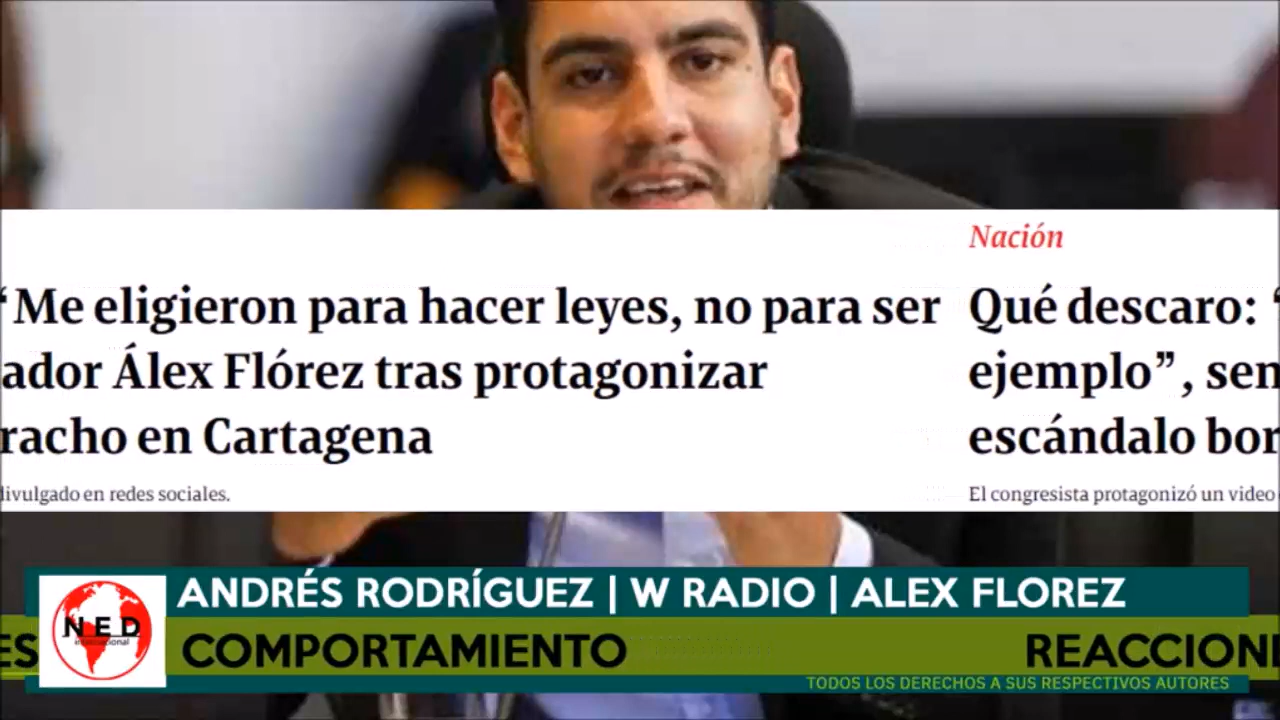 Nación
“Me eligieron para hacer leyes, no para ser
ador Álex Flórez tras protagonizar
racho en Cartagena
divulgado en redes sociales.
Qué descaro: “
ejemplo”, sen
escándalo bor
El congresista protagonizó un video
ANDRÉS RODRÍGUEZ | W RADIO | ALEX FLOREZ
NED
internacional
ES
COMPORTAMIENTO
REACCIONE
TODOS LOS DERECHOS A SUS RESPECTIVOS AUTORES